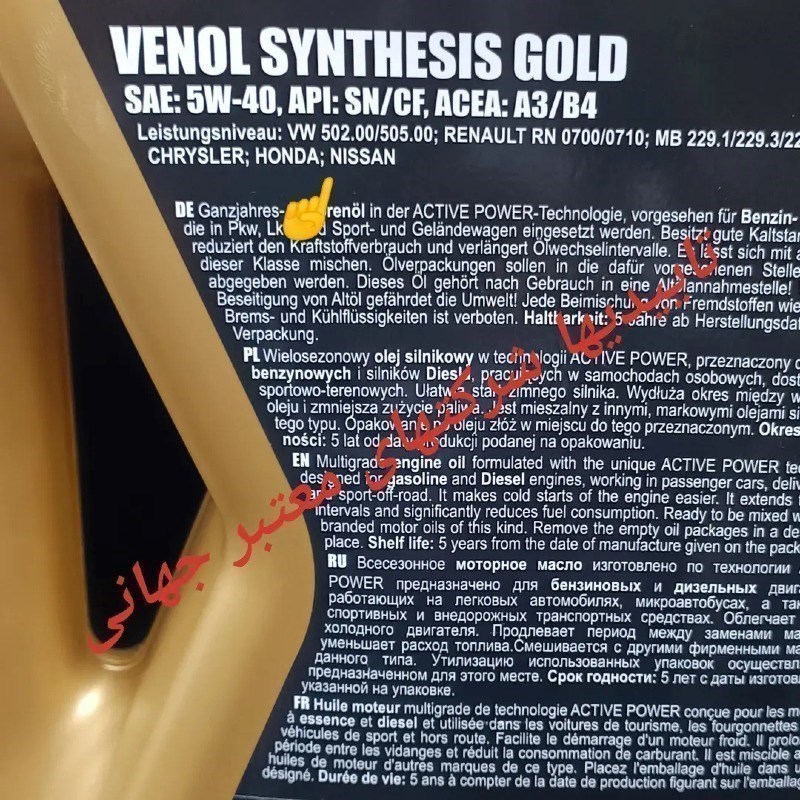 VENOL SYNTHESIS GOLD
SAE: 5W-40, API: SN/CF, ACEA: A3/B4
Leistungsniveau: VW 502.00/505.00; RENAULT RN 0700/0710; MB 229.1/229.3/22
CHRYSLER; HONDA; NISSAN
DE Ganzjahres- renöl in der ACTIVE POWER-Technologie, vorgesehen für Benzin-
die in Pkw, Lk d Sport- und Geländewagen eingesetzt werden. Besitzt gute Kaltstar
reduziert den Kraftstoffverbrauch und verlängert Ölwechselintervalle. Es lässt sich mit a
dieser Klasse mischen. Ölverpackungen sollen in die dafür vor enen Stelle
abgegeben werden. Dieses Öl gehört nach Gebrauch in eine Altölannahmestelle!
Beseitigung von Altöl gefährdet die Umwelt! Jede Beimischung von Fremdstoffen wie
Brems- und Kühlflüssigkeiten ist verboten. Haltbarkeit: 5 Jahre ab Herstellungsdat
Verpackung.
PL Wielosezonowy olej silnikowy w technologii ACTIVE POWER, przeznaczony d
benzynowych i silników Diesla, pracujących w samochodach osobowych, dost
sportowo-terenowych. Ułatwia start zimnego silnika. Wydłuża okres między w
oleju i zmniejsza zużycie paliwa. Jest mieszalny z innymi, markowymi olejami si
tego typu. Opakowania po oleju złóż w miejscu do tego przeznaczonym. Okres
ności: 5 lat od daty produkcji podanej na opakowaniu.
EN Multigrade engine oil formulated with the unique ACTIVE POWER te
designed for gasoline and Diesel engines, working in passenger cars, deliv
and sport-off-road. It makes cold starts of the engine easier. It extends
intervals and significantly reduces fuel consumption. Ready to be mixed w
branded motor oils of this kind. Remove the empty oil packages in a de
place. Shelf life: 5 years from the date of manufacture given on the pack
RU Всесезонное моторное масло изготовлено по технологии
POWER предназначено для бензиновых и дизельных двиг
работающих на легковых автомобилях, микроавтобусах, а так
спортивных и внедорожных транспортных средствах. Облегчает
холодного двигателя. Продлевает период между заменами ма
уменьшает расход топлива.Смешивается с другими фирменными ма
данного типа. Утилизацию использованных упаковок осуществл
предназначенном для этого месте. Срок годности: 5 лет с даты изготов
указанной на упаковке.
FR Huile moteur multigrade de technologie ACTIVE POWER conçue pour les mo
à essence et diesel et utilisée dans les voitures de tourisme, les fourgonnettes
véhicules de sport et hors route. Facilite le démarrage d'un moteur froid. Il prolo
période entre les vidanges et réduit la consommation de carburant. Il est miscible a
huiles de moteur d'autres marques de ce type. Placez l'emballage d'huile dans u
désigné. Durée de vie: 5 ans à compter de la date de production figurant sur l'embal
تاییدیها شرکتهای معتبر جهانی